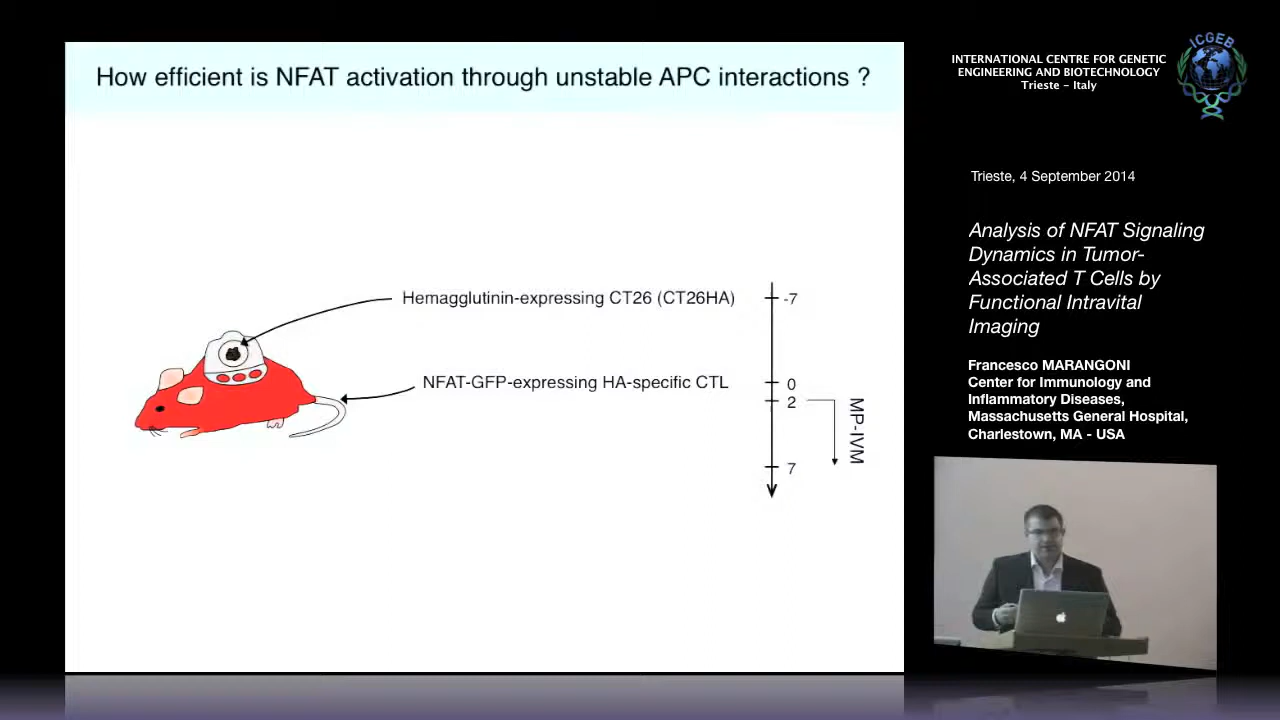 How efficient is NFAT activation through unstable APC interactions ?
Hemagglutinin-expressing CT26 (CT26HA)
-7
NFAT-GFP-expressing HA-specific CTL
0
2
7
MP-IVM
INTERNATIONAL CENTRE FOR GENETIC
ENGINEERING AND BIOTECHNOLOGY
Trieste - Italy
ICGEB
Trieste, 4 September 2014
Analysis of NFAT Signaling
Dynamics in Tumor-
Associated T Cells by
Functional Intravital
Imaging
Francesco MARANGONI
Center for Immunology and
Inflammatory Diseases,
Massachusetts General Hospital,
Charlestown, MA - USA